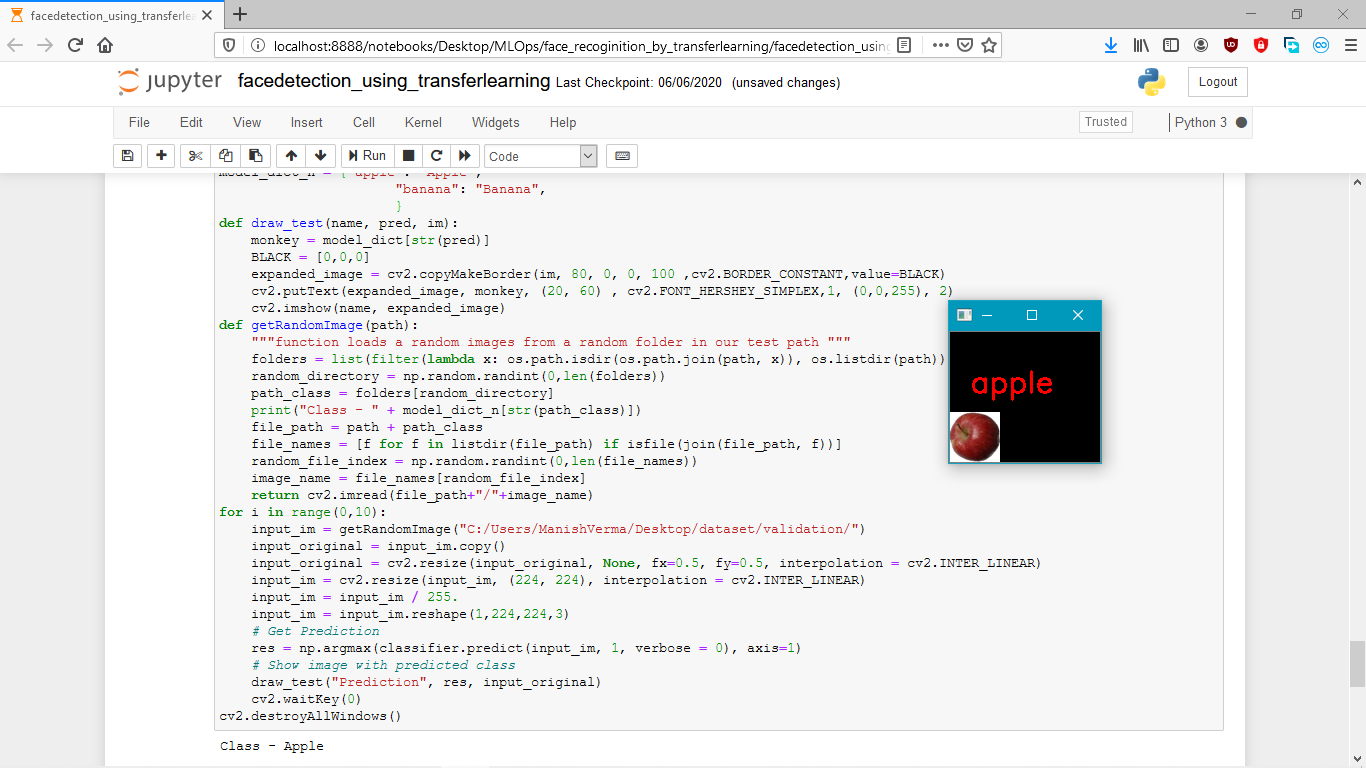 facedetection_using_transferlea
localhost:8888/notebooks/Desktop/MLOps/face_recoginition_by_transferlearning/facedetection_using
jupyter facedetection_using_transferlearning Last Checkpoint: 06/06/2020 (unsaved changes) Logout
File Edit View Insert Cell Kernel Widgets Help Trusted Python 3
Run Code
model_dict_n = { "apple": "Apple",
"banana": "Banana",
}
def draw_test(name, pred, im):
monkey = model_dict[str(pred)]
BLACK = [0,0,0]
expanded_image = cv2.copyMakeBorder(im, 80, 0, 0, 100 ,cv2.BORDER_CONSTANT,value=BLACK)
cv2.putText(expanded_image, monkey, (20, 60) , cv2.FONT_HERSHEY_SIMPLEX,1, (0,0,255), 2)
cv2.imshow(name, expanded_image)
def getRandomImage(path):
"""function loads a random images from a random folder in our test path """
folders = list(filter(lambda x: os.path.isdir(os.path.join(path, x)), os.listdir(path))
random_directory = np.random.randint(0,len(folders))
path_class = folders[random_directory]
print("Class - " + model_dict_n[str(path_class)])
file_path = path + path_class
file_names = [f for f in listdir(file_path) if isfile(join(file_path, f))]
random_file_index = np.random.randint(0,len(file_names))
image_name = file_names[random_file_index]
return cv2.imread(file_path+"/"+image_name)
for i in range(0,10):
input_im = getRandomImage("C:/Users/ManishVerma/Desktop/dataset/validation/")
input_original = input_im.copy()
input_original = cv2.resize(input_original, None, fx=0.5, fy=0.5, interpolation = cv2.INTER_LINEAR)
input_im = cv2.resize(input_im, (224, 224), interpolation = cv2.INTER_LINEAR)
input_im = input_im / 255.
input_im = input_im.reshape(1,224,224,3)
# Get Prediction
res = np.argmax(classifier.predict(input_im, 1, verbose = 0), axis=1)
# Show image with predicted class
draw_test("Prediction", res, input_original)
cv2.waitKey(0)
cv2.destroyAllWindows()
Class - Apple
apple